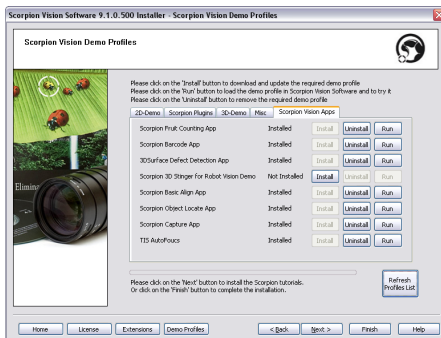 Scorpion Vision Software 9.1.0.500 Installer - Scorpion Vision Demo Profiles
Scorpion Vision Demo Profiles
Please click on the 'Install' button to download and update the required demo profile
Please click on the 'Run' button to load the demo profile in Scorpion Vision Software and to try it
Please click on the 'Uninstall' button to remove the required demo profile
2D-Demo Scorpion Plugins 3D-Demo Misc Scorpion Vision Apps
Scorpion Fruit Counting App Installed Install Uninstall Run
Scorpion Barcode App Installed Install Uninstall Run
3DSurface Defect Detection App Installed Install Uninstall Run
Scorpion 3D Stinger for Robot Vision Demo Not Installed Install Uninstall Run
Scorpion Basic Align App Installed Install Uninstall Run
Scorpion Object Locate App Installed Install Uninstall Run
Scorpion Capture App Installed Install Uninstall Run
TIS AutoFoucs Installed Install Uninstall Run
Elimin
Please click on the 'Next' button to install the Scorpion tutorials.
Or click on the 'Finish' button to complete the installation.
Refresh
Profiles List
Home License Extensions Demo Profiles < Back Next > Finish Help